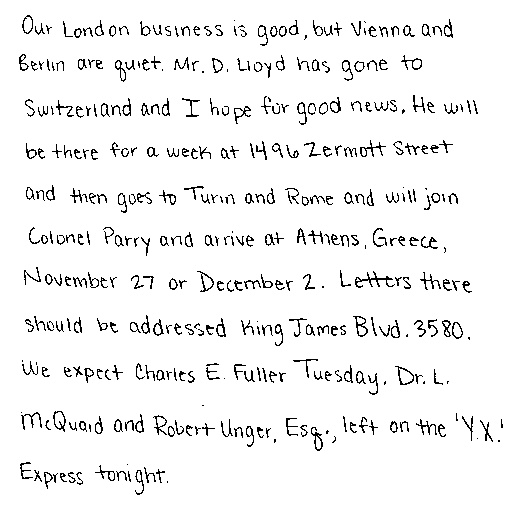 Our London business is good, but Vienna and
Berlin are quiet. Mr. D. Lloyd has gone to
Switzerland and I hope for good news. He will
be there for a week at 1496 Zermott Street
and then goes to Turin and Rome and will join
Colonel Parry and arrive at Athens, Greece,
November 27 or December 2. Letters there
should be addressed King James Blvd. 3580.
We expect Charles E. Fuller Tuesday. Dr. L.
McQuaid and Robert Unger, Esq., left on the 'Y.X.'
Express tonight.